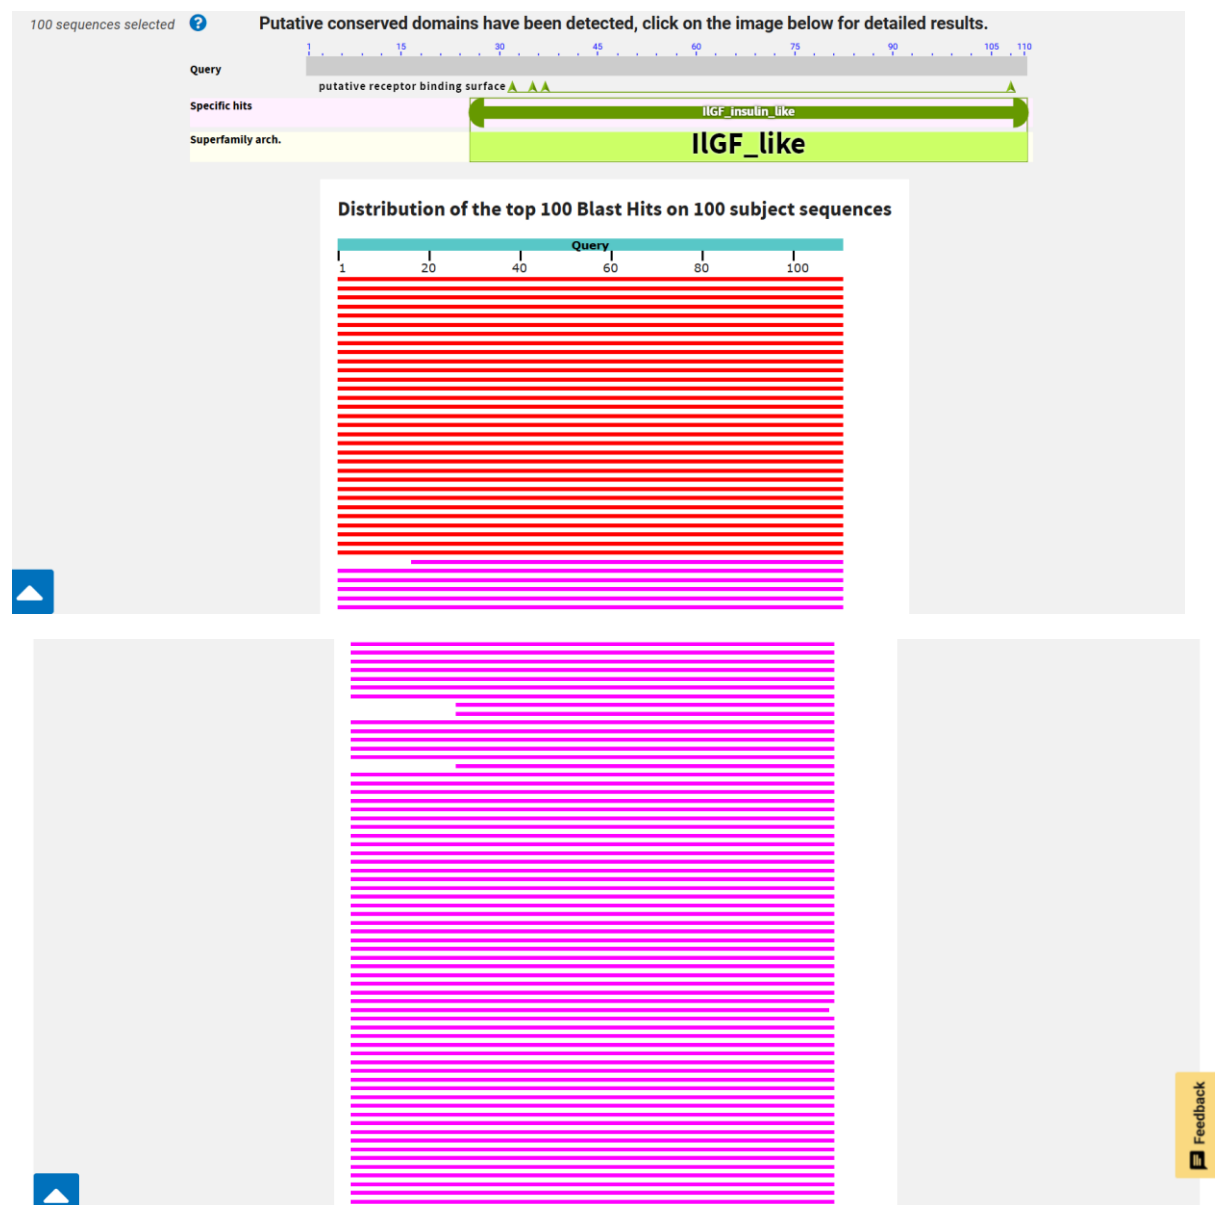 100 sequences selected
?
Putative conserved domains have been detected, click on the image below for detailed results.
1 15 30 45 60 75 90 105 110
Query
putative receptor binding surface
Specific hits
IlGF_insulin_like
Superfamily arch.
IlGF_like
Distribution of the top 100 Blast Hits on 100 subject sequences
Query
1 20 40 60 80 100
Feedback